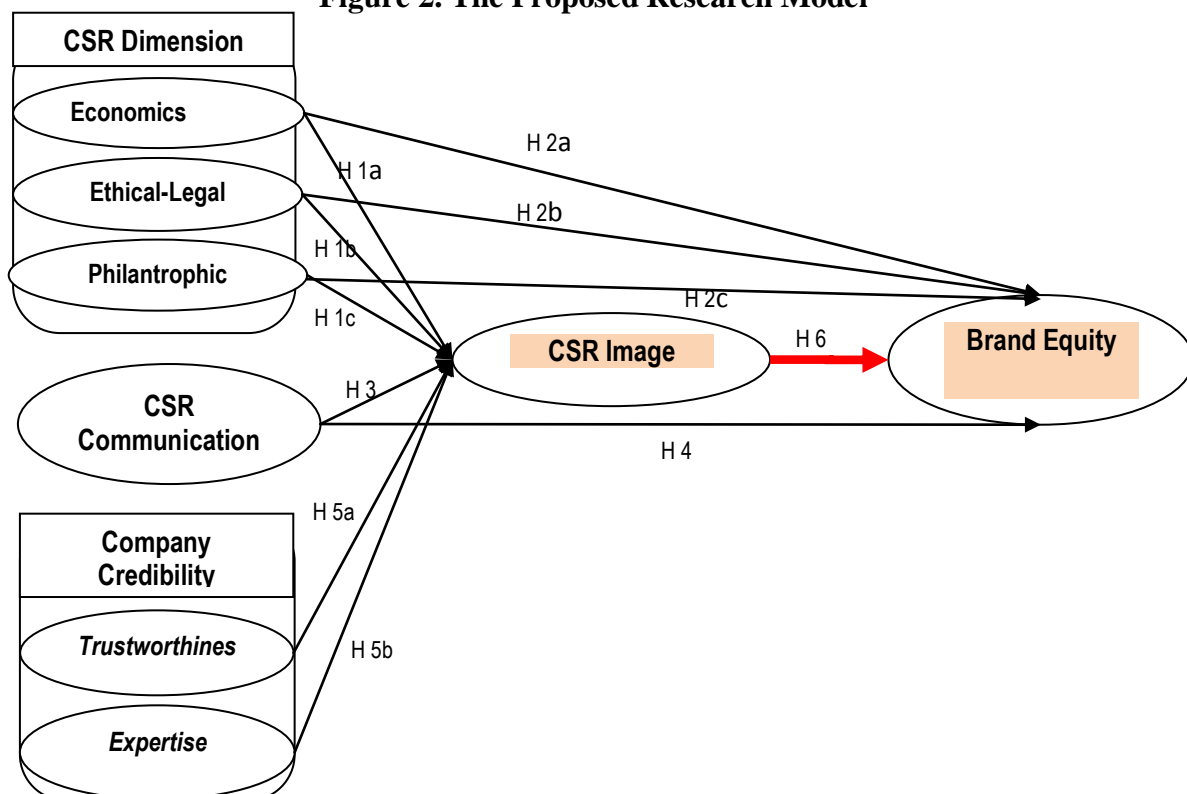 Figure 2. The Proposed Research Model
CSR Dimension
Economics
Ethical-Legal
Philantrophic
H 1a
H 1b
H 1c
H 2a
H 2b
H 2c
CSR Image
H 6
Brand Equity
CSR
Communication
H 3
H 4
Company
Credibility
H 5a
H 5b
Trustworthines
Expertise